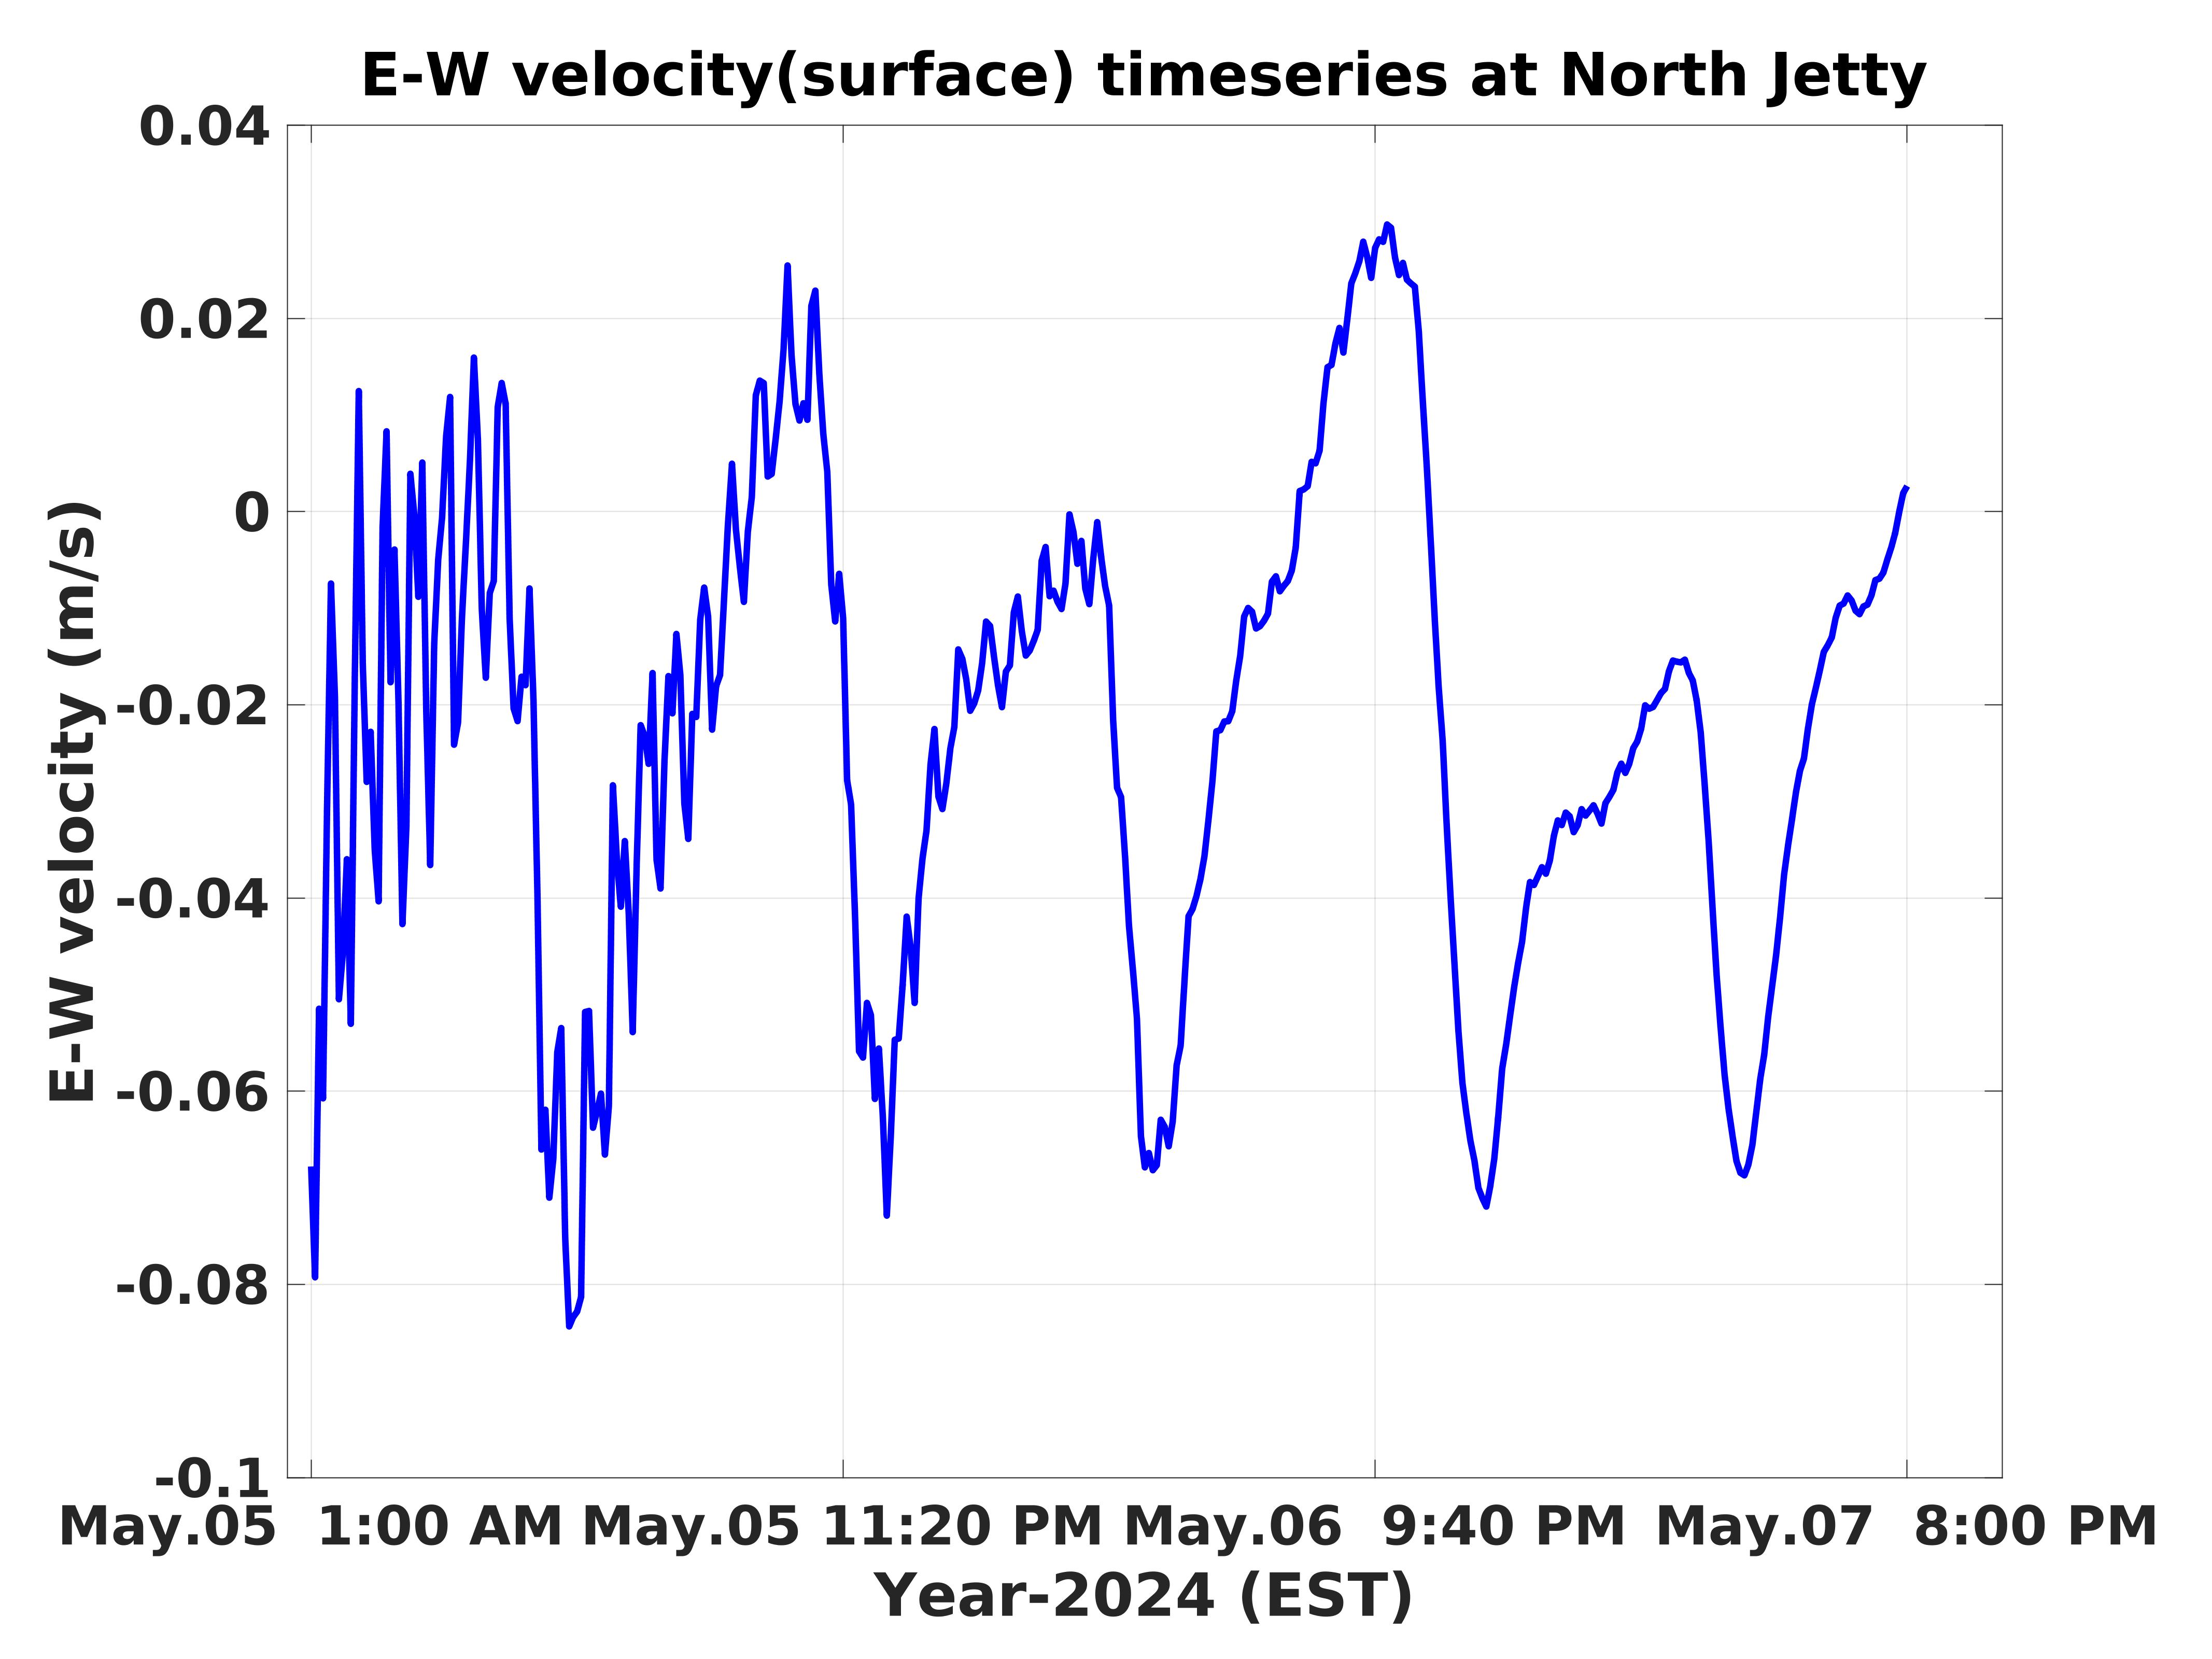 E-W velocity(surface) timeseries at North Jetty
0.04
0.02
0
-0.02
-0.04
-0.06
-0.08
-0.1
E-W velocity (m/s)
May.05 1:00 AM May.05 11:20 PM May.06 9:40 PM May.07 8:00 PM
Year-2024 (EST)